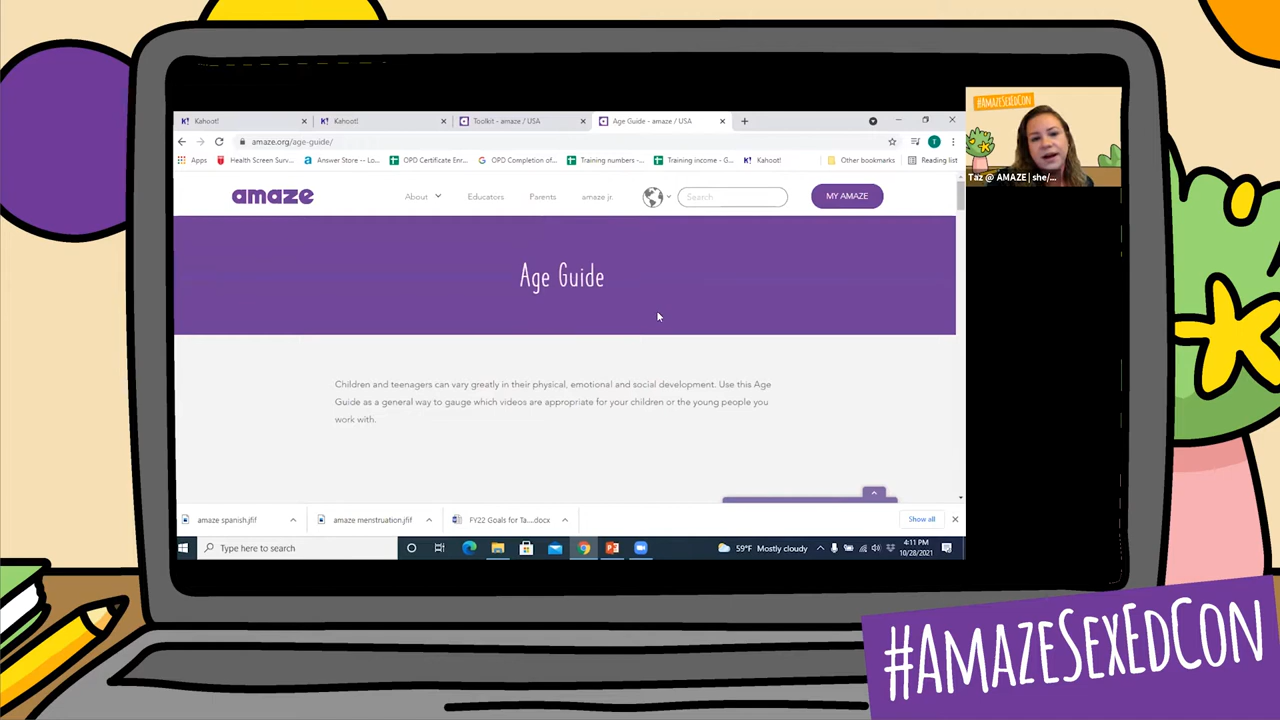 Kahoot!
Kahoot!
Toolkit - amaze / USA
Age Guide - amaze / USA
amaze.org/age-guide/
T
Apps
Health Screen Surv...
Answer Store -- Lo...
OPD Certificate Enr...
OPD Completion of...
Training numbers -...
Training income - G...
Kahoot!
Other bookmarks
Reading list
#AMAZESEXEDCON
Taz @ AMAZE | she/...
amaze
About
Educators
Parents
amaze jr.
Search
MY AMAZE
Age Guide
Children and teenagers can vary greatly in their physical, emotional and social development. Use this Age
Guide as a general way to gauge which videos are appropriate for your children or the young people you
work with.
amaze spanish.jfif
amaze menstruation.jfif
FY22 Goals for Ta....docx
Show all
Type here to search
59°F Mostly cloudy
4:11 PM
10/28/2021
#AMAZESEXEDCON